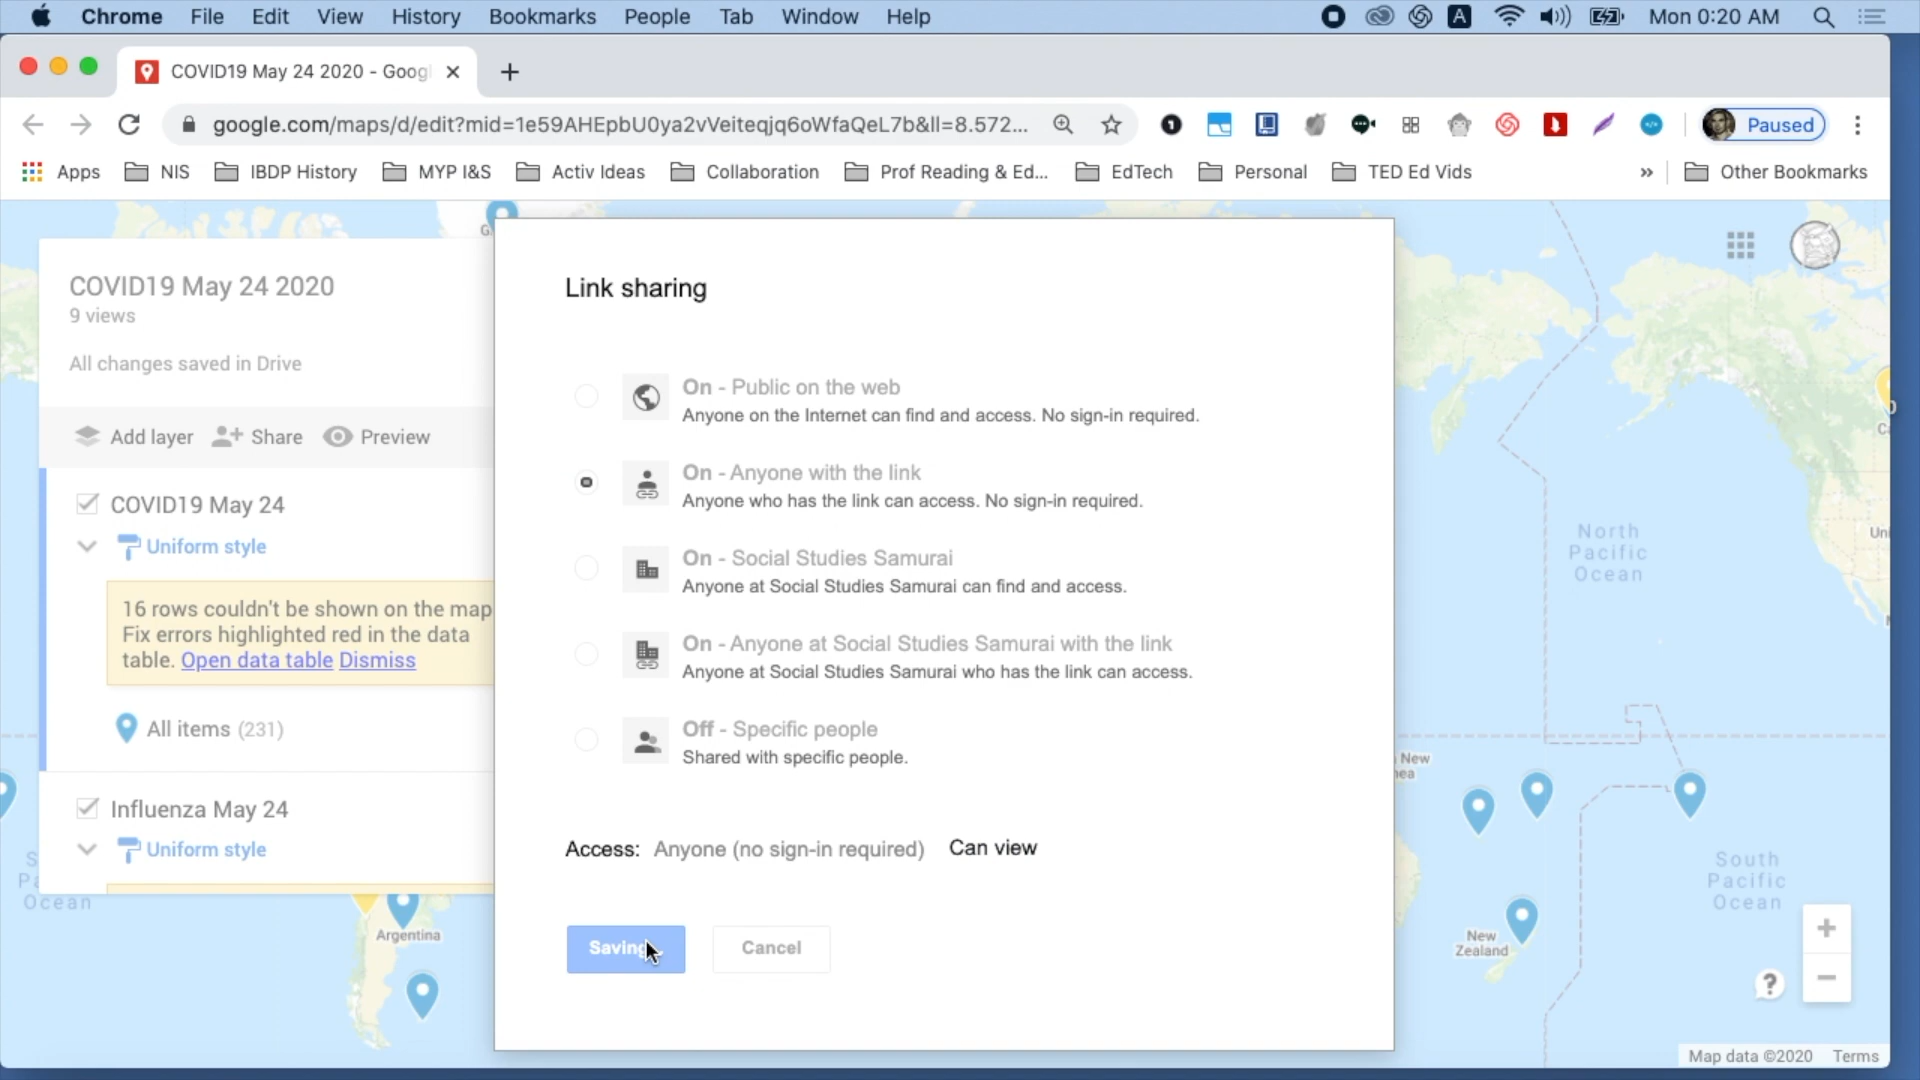 Chrome File Edit View History Bookmarks People Tab Window Help
A
Mon 0:20 AM
COVID19 May 24 2020 - Goog
google.com/maps/d/edit?mid=1e59AHEpbU0ya2vVeiteqjq6oWfaQeL7b&ll=8.572...
Paused
Apps NIS IBDP History MYP I&S Activ Ideas Collaboration Prof Reading & Ed... EdTech Personal TED Ed Vids » Other Bookmarks
COVID19 May 24 2020
9 views
All changes saved in Drive
Add layer Share Preview
COVID19 May 24
Uniform style
16 rows couldn't be shown on the map
Fix errors highlighted red in the data
table. Open data table Dismiss
All items (231)
Influenza May 24
Uniform style
Link sharing
On - Public on the web
Anyone on the Internet can find and access. No sign-in required.
On - Anyone with the link
Anyone who has the link can access. No sign-in required.
On - Social Studies Samurai
Anyone at Social Studies Samurai can find and access.
On - Anyone at Social Studies Samurai with the link
Anyone at Social Studies Samurai who has the link can access.
Off - Specific people
Shared with specific people.
Access: Anyone (no sign-in required) Can view
Saving
Cancel
North
Pacific
Ocean
New
South
Pacific
Ocean
New
Zealand
Argentina
Ocean
Map data ©2020 Terms